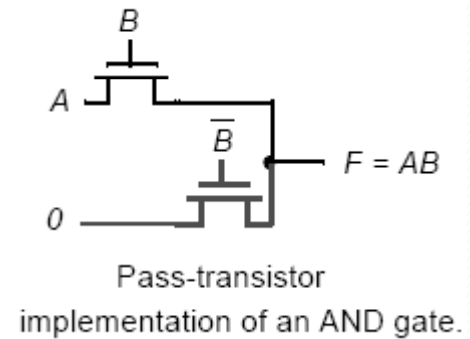 B
A
B̅
F = AB
0
Pass-transistor
implementation of an AND gate.